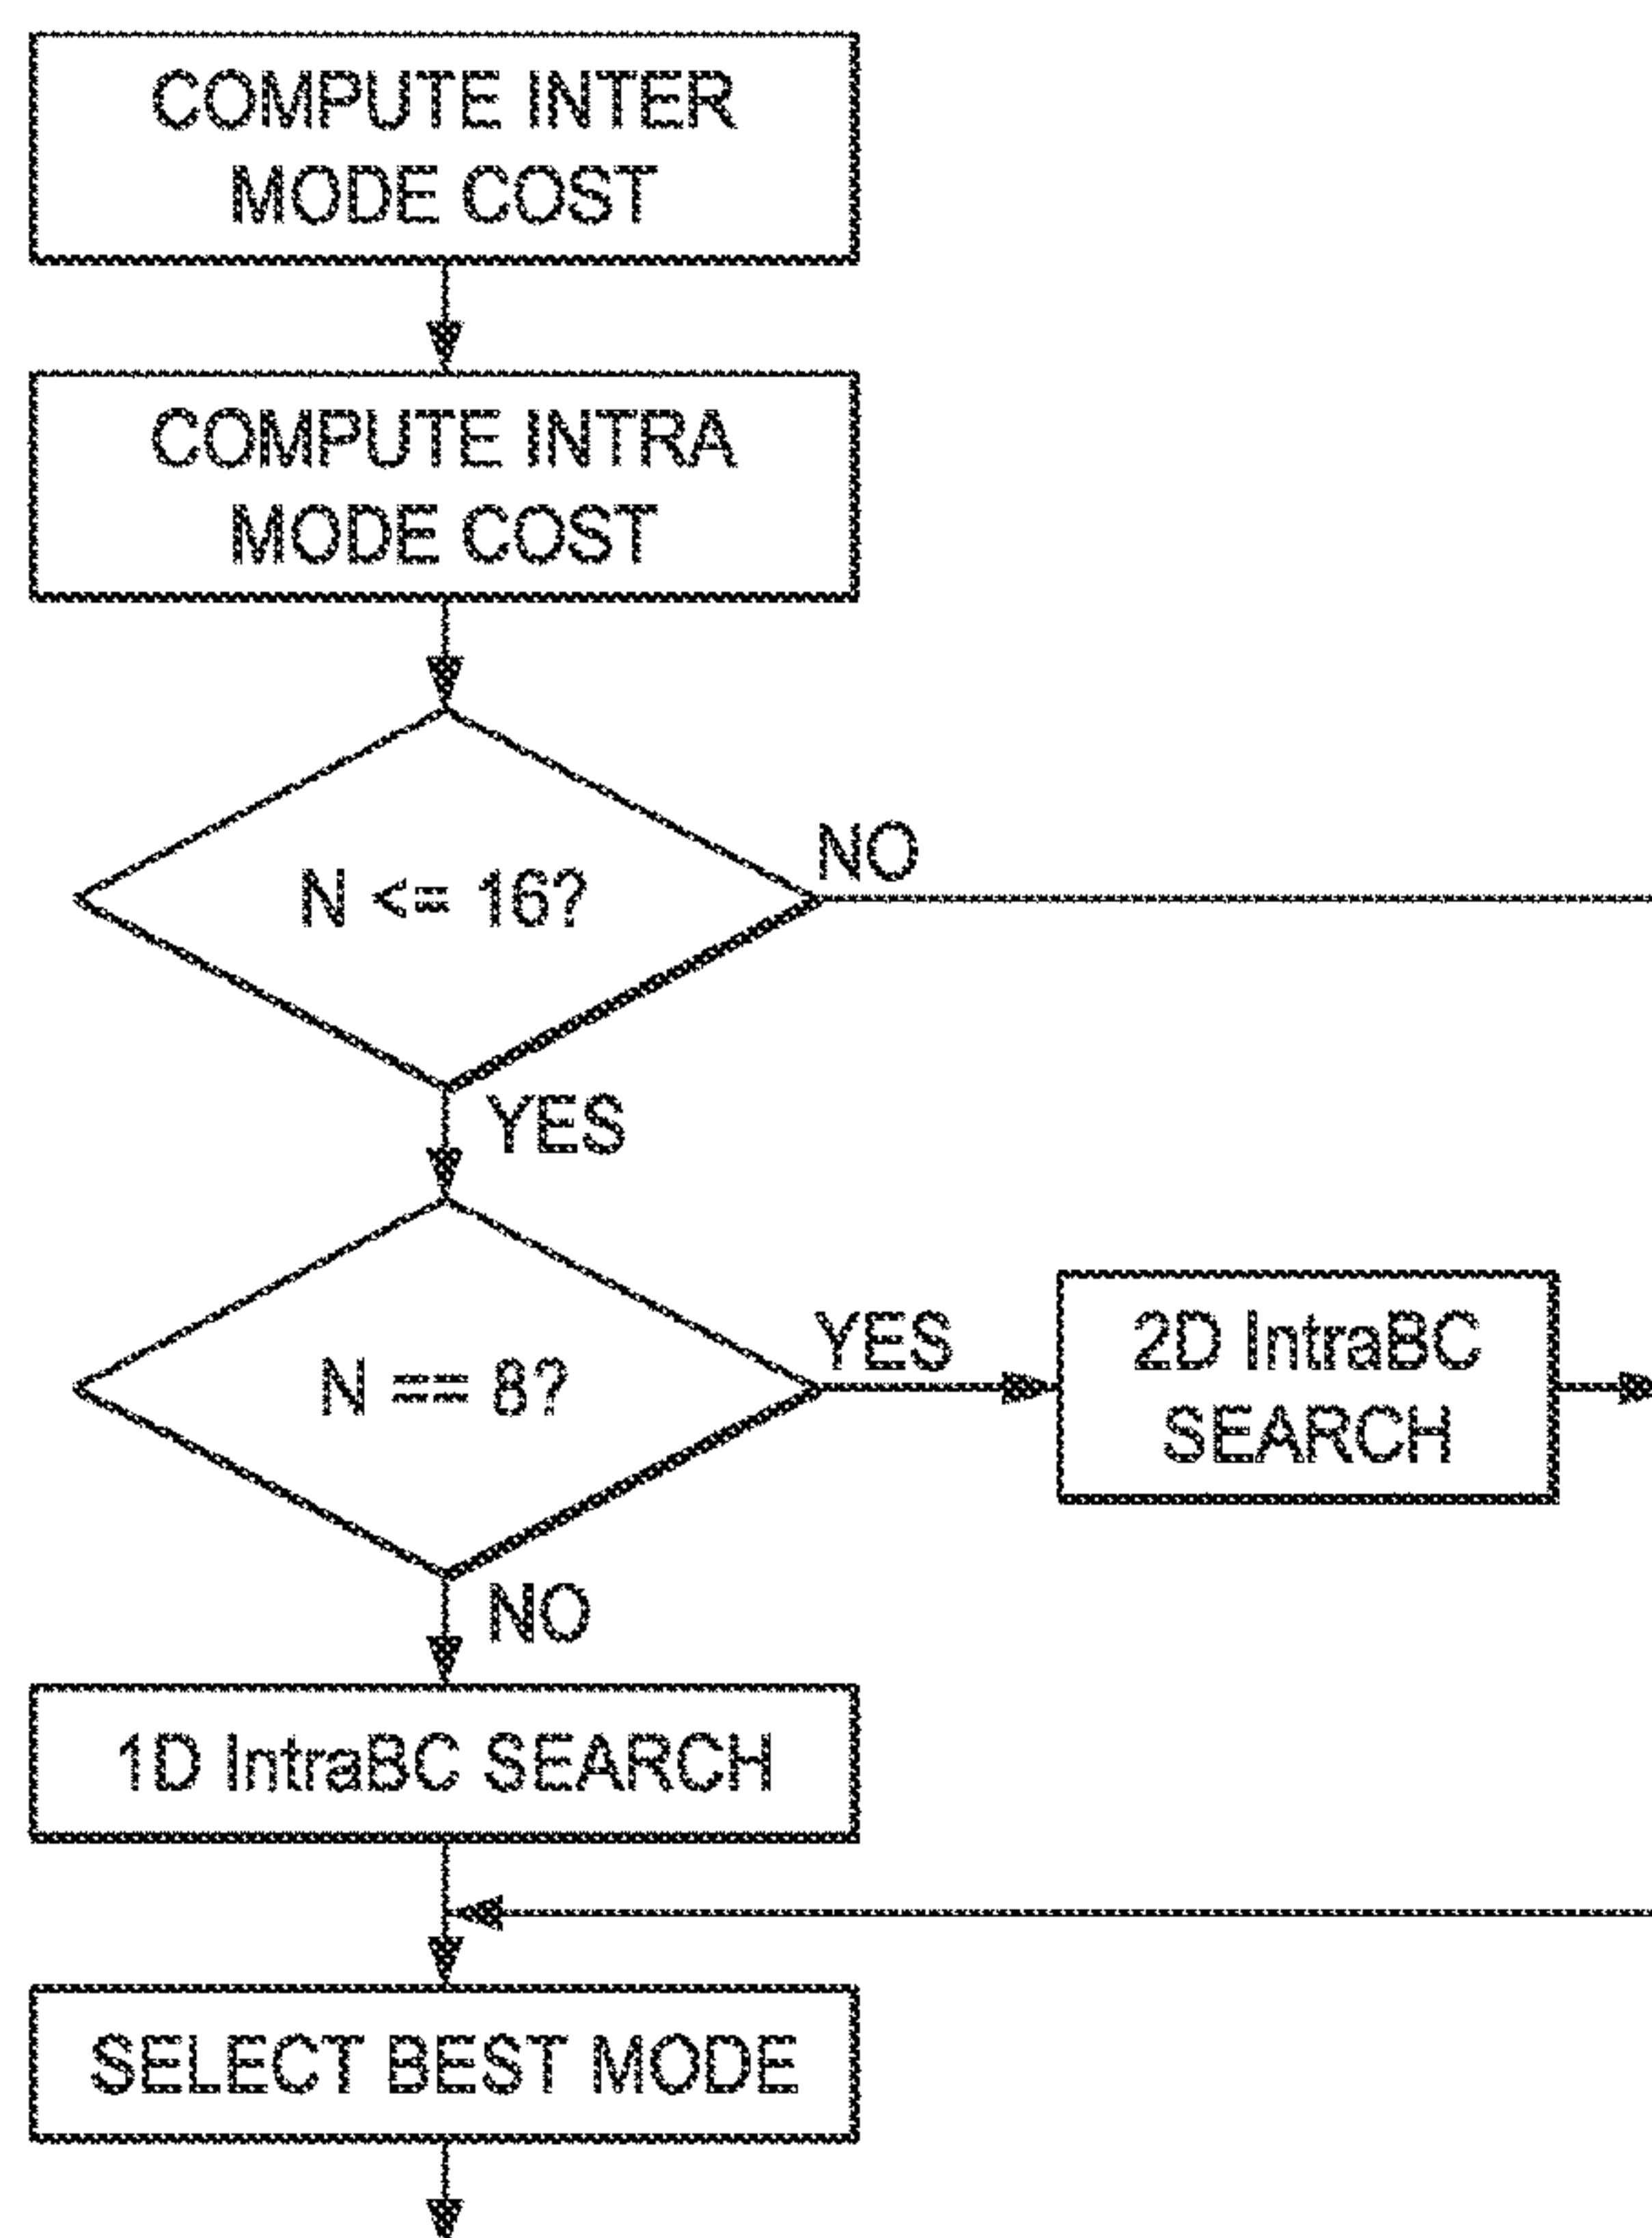 COMPUTE INTER
MODE COST
COMPUTE INTRA
MODE COST
N <= 16?
NO
YES
N == 8?
YES
2D IntraBC
SEARCH
NO
1D IntraBC SEARCH
SELECT BEST MODE